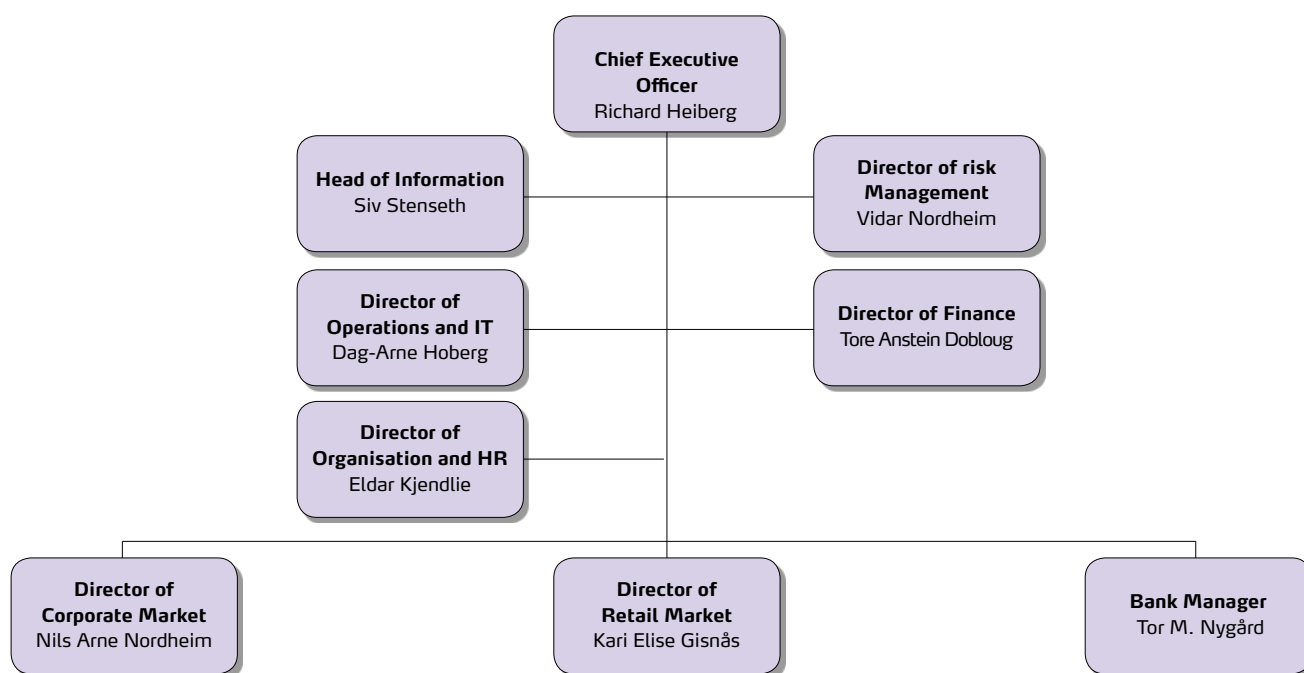 Chief Executive
Officer
Richard Heiberg
Head of Information
Siv Stenseth
Director of risk
Management
Vidar Nordheim
Director of
Operations and IT
Dag-Arne Hoberg
Director of Finance
Tore Anstein Dobloug
Director of
Organisation and HR
Eldar Kjendlie
Director of
Corporate Market
Nils Arne Nordheim
Director of
Retail Market
Kari Elise Gisnås
Bank Manager
Tor M. Nygård